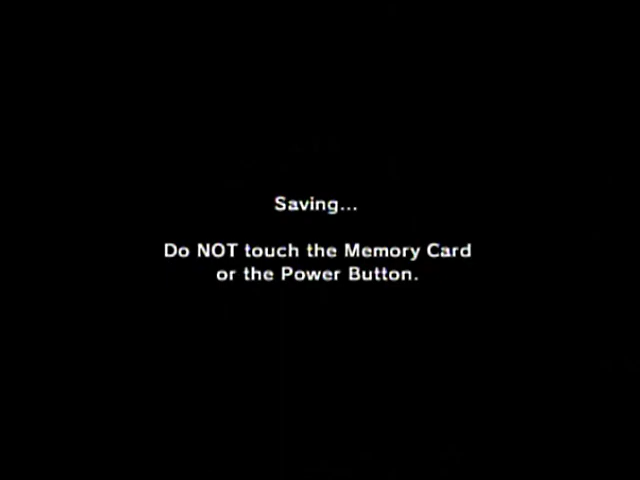 Saving...
Do NOT touch the Memory Card
or the Power Button.